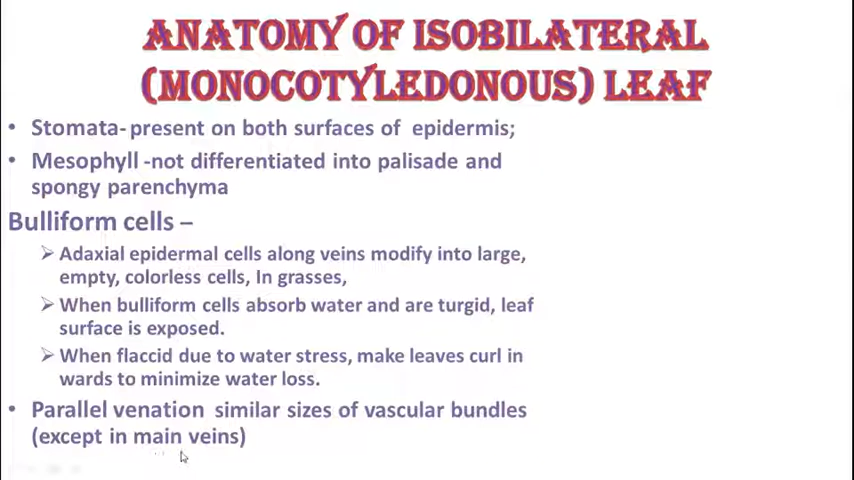 ANATOMY OF ISOBILATERAL
(MONOCOTYLEDONOUS) LEAF
• Stomata- present on both surfaces of epidermis;
• Mesophyll -not differentiated into palisade and
spongy parenchyma
Bulliform cells –
➢ Adaxial epidermal cells along veins modify into large,
empty, colorless cells, In grasses,
➢ When bulliform cells absorb water and are turgid, leaf
surface is exposed.
➢ When flaccid due to water stress, make leaves curl in
wards to minimize water loss.
• Parallel venation similar sizes of vascular bundles
(except in main veins)